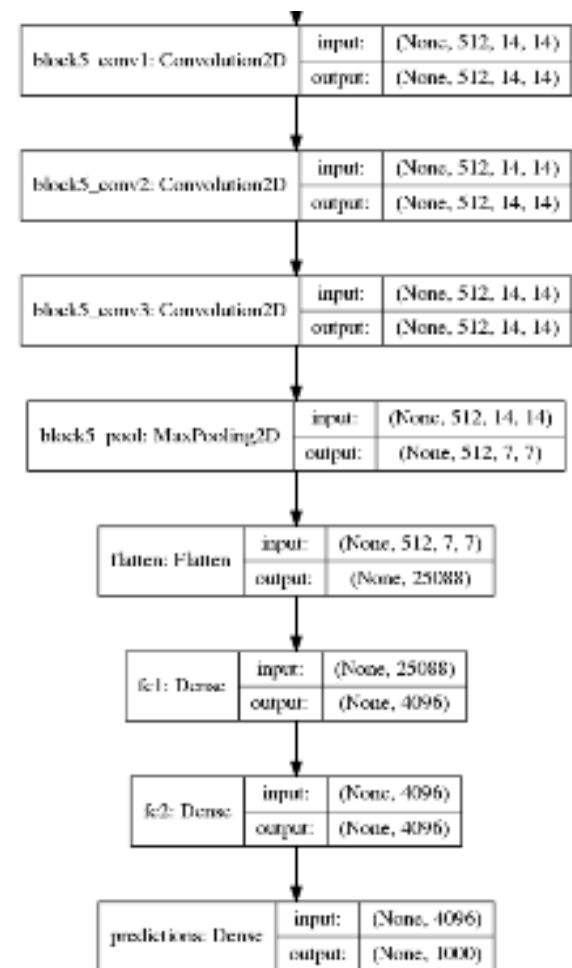 block5_conv1: Convolution2D
input: (None, 512, 14, 14)
output: (None, 512, 14, 14)
block5_conv2: Convolution2D
input: (None, 512, 14, 14)
output: (None, 512, 14, 14)
block5_conv3: Convolution2D
input: (None, 512, 14, 14)
output: (None, 512, 14, 14)
block5_pool: MaxPooling2D
input: (None, 512, 14, 14)
output: (None, 512, 7, 7)
flatten: Flatten
input: (None, 512, 7, 7)
output: (None, 25088)
fc1: Dense
input: (None, 25088)
output: (None, 4096)
fc2: Dense
input: (None, 4096)
output: (None, 4096)
predictions: Dense
input: (None, 4096)
output: (None, 1000)